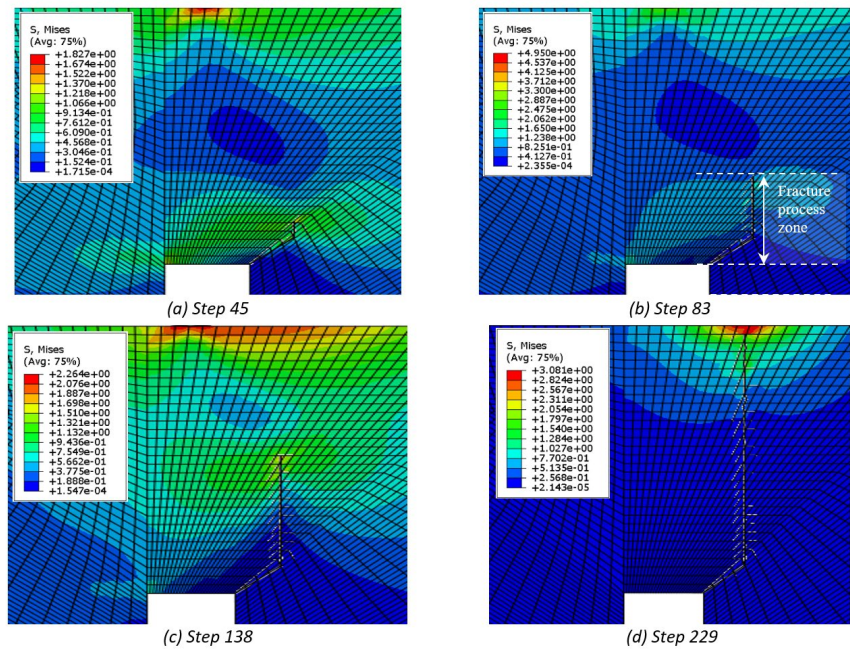 S, Mises
(Avg: 75%)
+1.827e+00
+1.674e+00
+1.522e+00
+1.370e+00
+1.218e+00
+1.066e+00
+9.134e-01
+7.612e-01
+6.090e-01
+4.568e-01
+3.046e-01
+1.524e-01
+1.715e-04
(a) Step 45
S, Mises
(Avg: 75%)
+4.950e+00
+4.537e+00
+4.125e+00
+3.712e+00
+3.300e+00
+2.887e+00
+2.475e+00
+2.062e+00
+1.650e+00
+1.238e+00
+8.251e-01
+4.127e-01
+2.355e-04
Fracture
process
zone
(b) Step 83
S, Mises
(Avg: 75%)
+2.264e+00
+2.076e+00
+1.887e+00
+1.698e+00
+1.510e+00
+1.321e+00
+1.132e+00
+9.436e-01
+7.549e-01
+5.662e-01
+3.775e-01
+1.888e-01
+1.547e-04
(c) Step 138
S, Mises
(Avg: 75%)
+3.081e+00
+2.824e+00
+2.567e+00
+2.311e+00
+2.054e+00
+1.797e+00
+1.540e+00
+1.284e+00
+1.027e+00
+7.702e-01
+5.135e-01
+2.568e-01
+2.143e-05
(d) Step 229